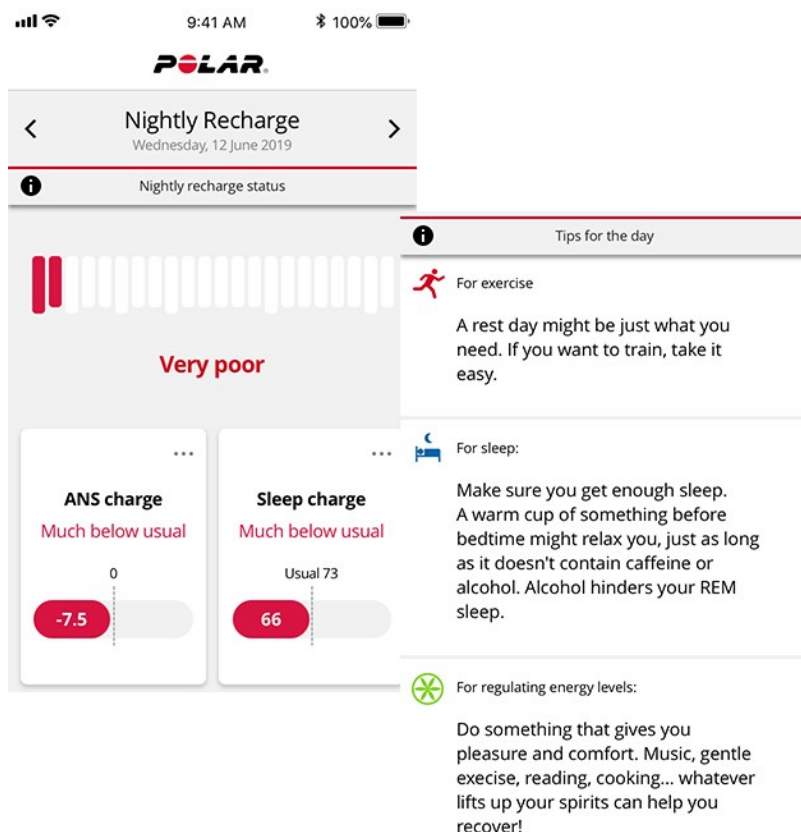 9:41 AM
100%
POLAR.
Nightly Recharge
Wednesday, 12 June 2019
Nightly recharge status
Very poor
ANS charge
Much below usual
0
-7.5
Sleep charge
Much below usual
Usual 73
66
Tips for the day
For exercise
A rest day might be just what you
need. If you want to train, take it
easy.
For sleep:
Make sure you get enough sleep.
A warm cup of something before
bedtime might relax you, just as long
as it doesn't contain caffeine or
alcohol. Alcohol hinders your REM
sleep.
For regulating energy levels:
Do something that gives you
pleasure and comfort. Music, gentle
execise, reading, cooking... whatever
lifts up your spirits can help you
recover!